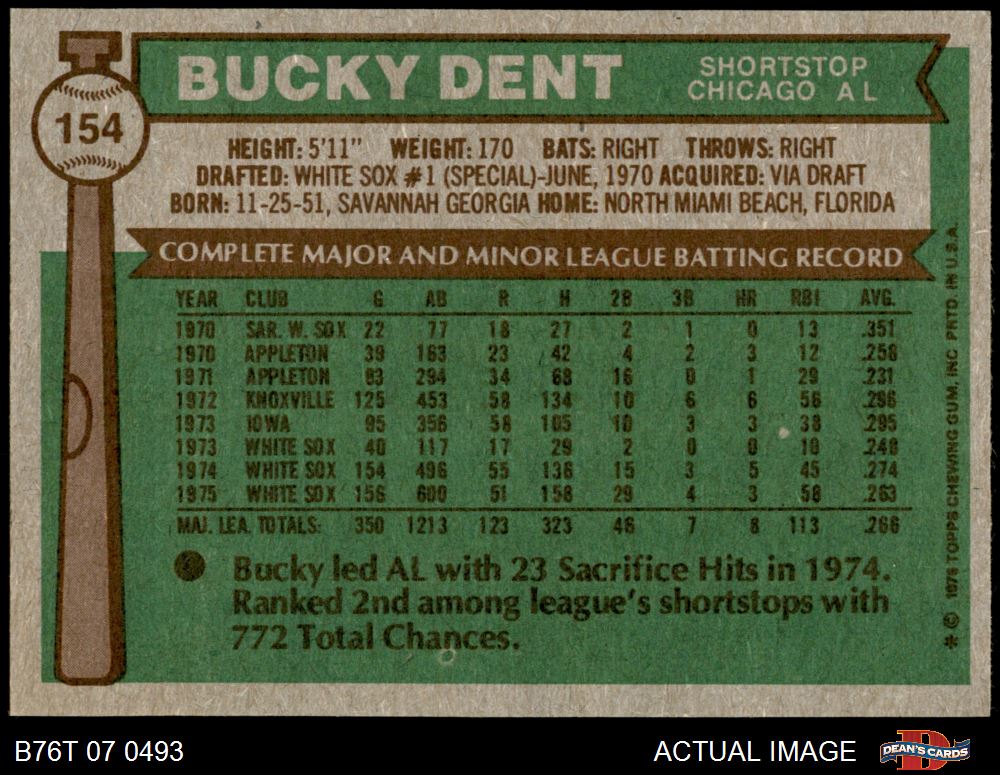 154
BUCKY DENT
SHORTSTOP
CHICAGO A L
HEIGHT: 5'11" WEIGHT: 170 BATS: RIGHT THROWS: RIGHT
DRAFTED: WHITE SOX #1 (SPECIAL)-JUNE, 1970 ACQUIRED: VIA DRAFT
BORN: 11-25-51, SAVANNAH GEORGIA HOME: NORTH MIAMI BEACH, FLORIDA
COMPLETE MAJOR AND MINOR LEAGUE BATTING RECORD
YEAR CLUB G AB R H 2B 3B HR RBI AVG.
1970 SAR. W. SOX 22 77 18 27 2 1 0 13 .351
1970 APPLETON 39 163 23 42 4 2 3 12 .258
1971 APPLETON 83 294 34 68 16 0 1 29 .231
1972 KNOXVILLE 125 453 58 134 10 6 6 56 .296
1973 IOWA 95 356 58 105 10 3 3 38 .295
1973 WHITE SOX 40 117 17 29 2 0 0 10 .248
1974 WHITE SOX 154 496 55 136 15 3 5 45 .274
1975 WHITE SOX 156 600 51 158 29 4 3 58 .263
MAJ. LEA. TOTALS: 350 1213 123 323 46 7 8 113 .266
Bucky led AL with 23 Sacrifice Hits in 1974.
Ranked 2nd among league's shortstops with
772 Total Chances.
* © 1976 TOPPS CHEWING GUM, INC PRTD. IN U.S.A.
B76T 07 0493
ACTUAL IMAGE
DEAN'S CARDS